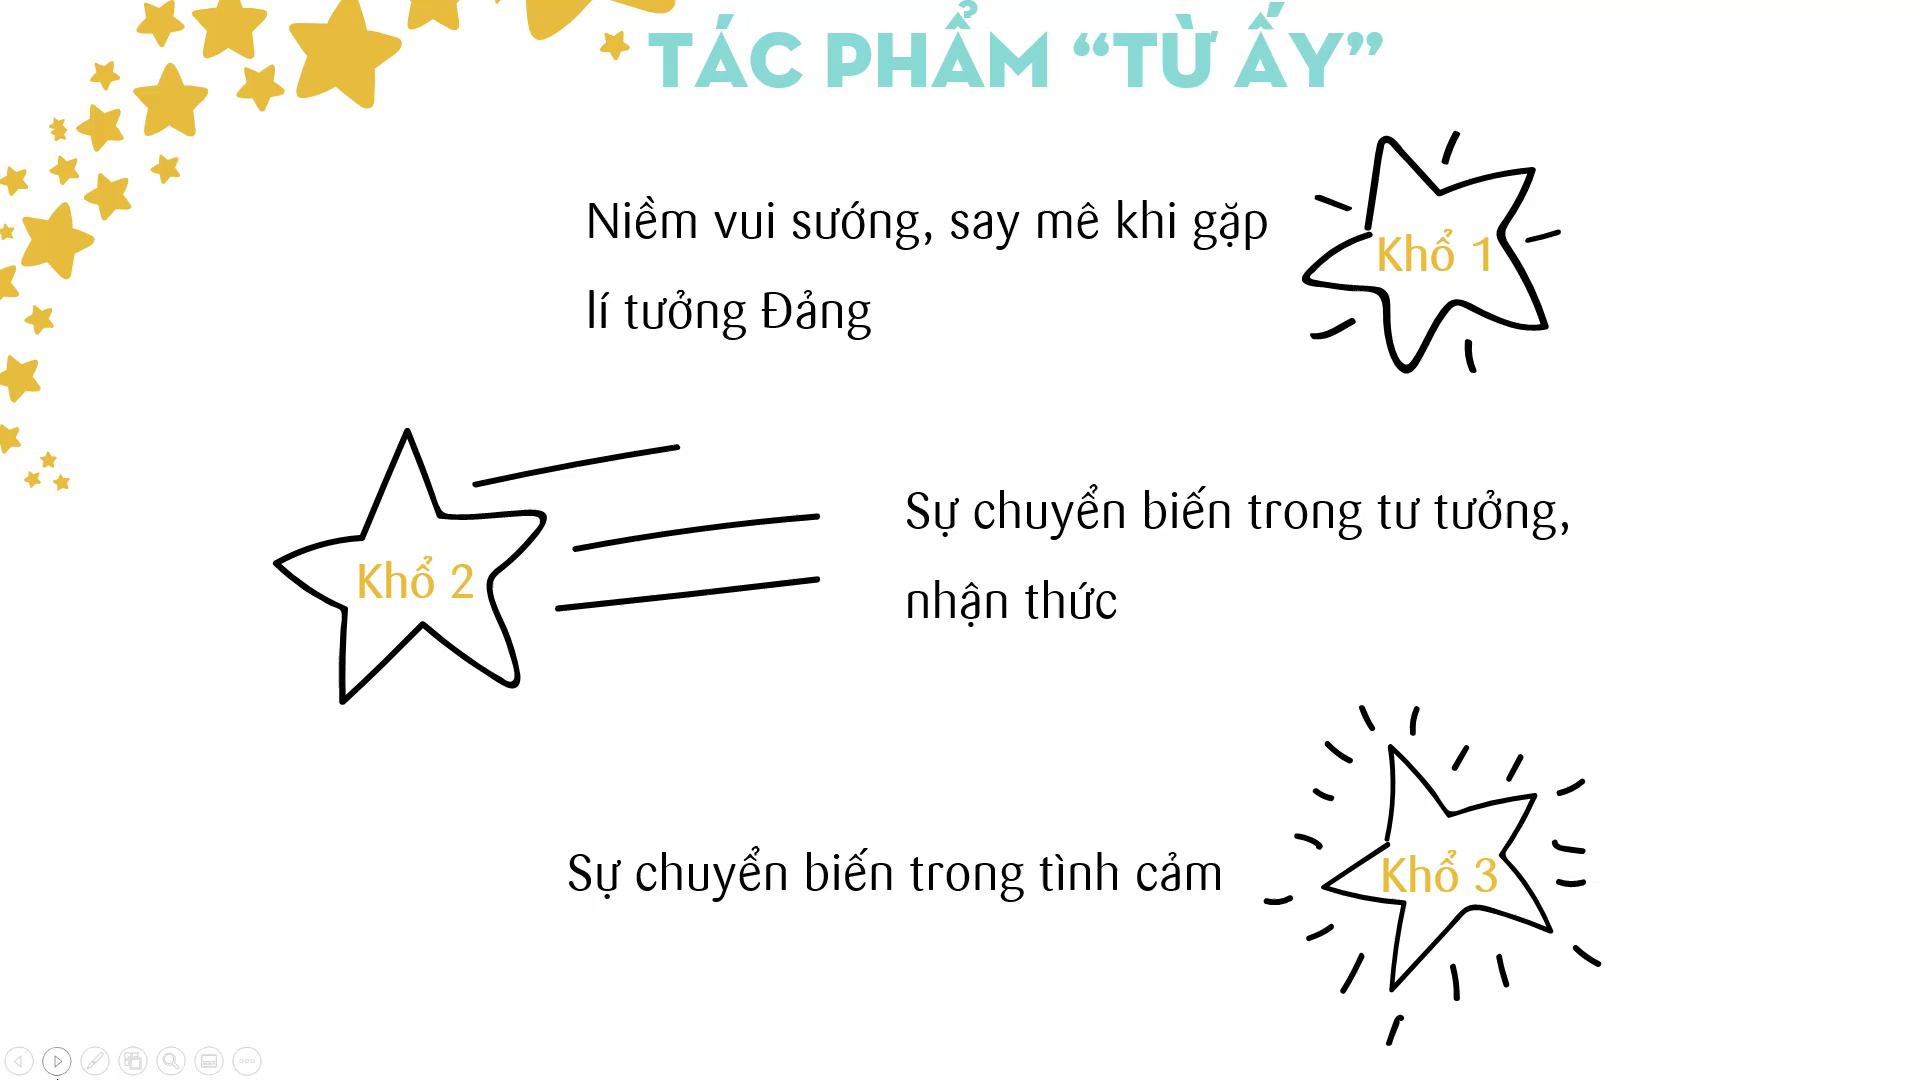 TÁC PHẨM “TỪ ẤY”
Niềm vui sướng, say mê khi gặp
lí tưởng Đảng
Khổ 1
Khổ 2
Sự chuyển biến trong tư tưởng,
nhận thức
Sự chuyển biến trong tình cảm
Khổ 3